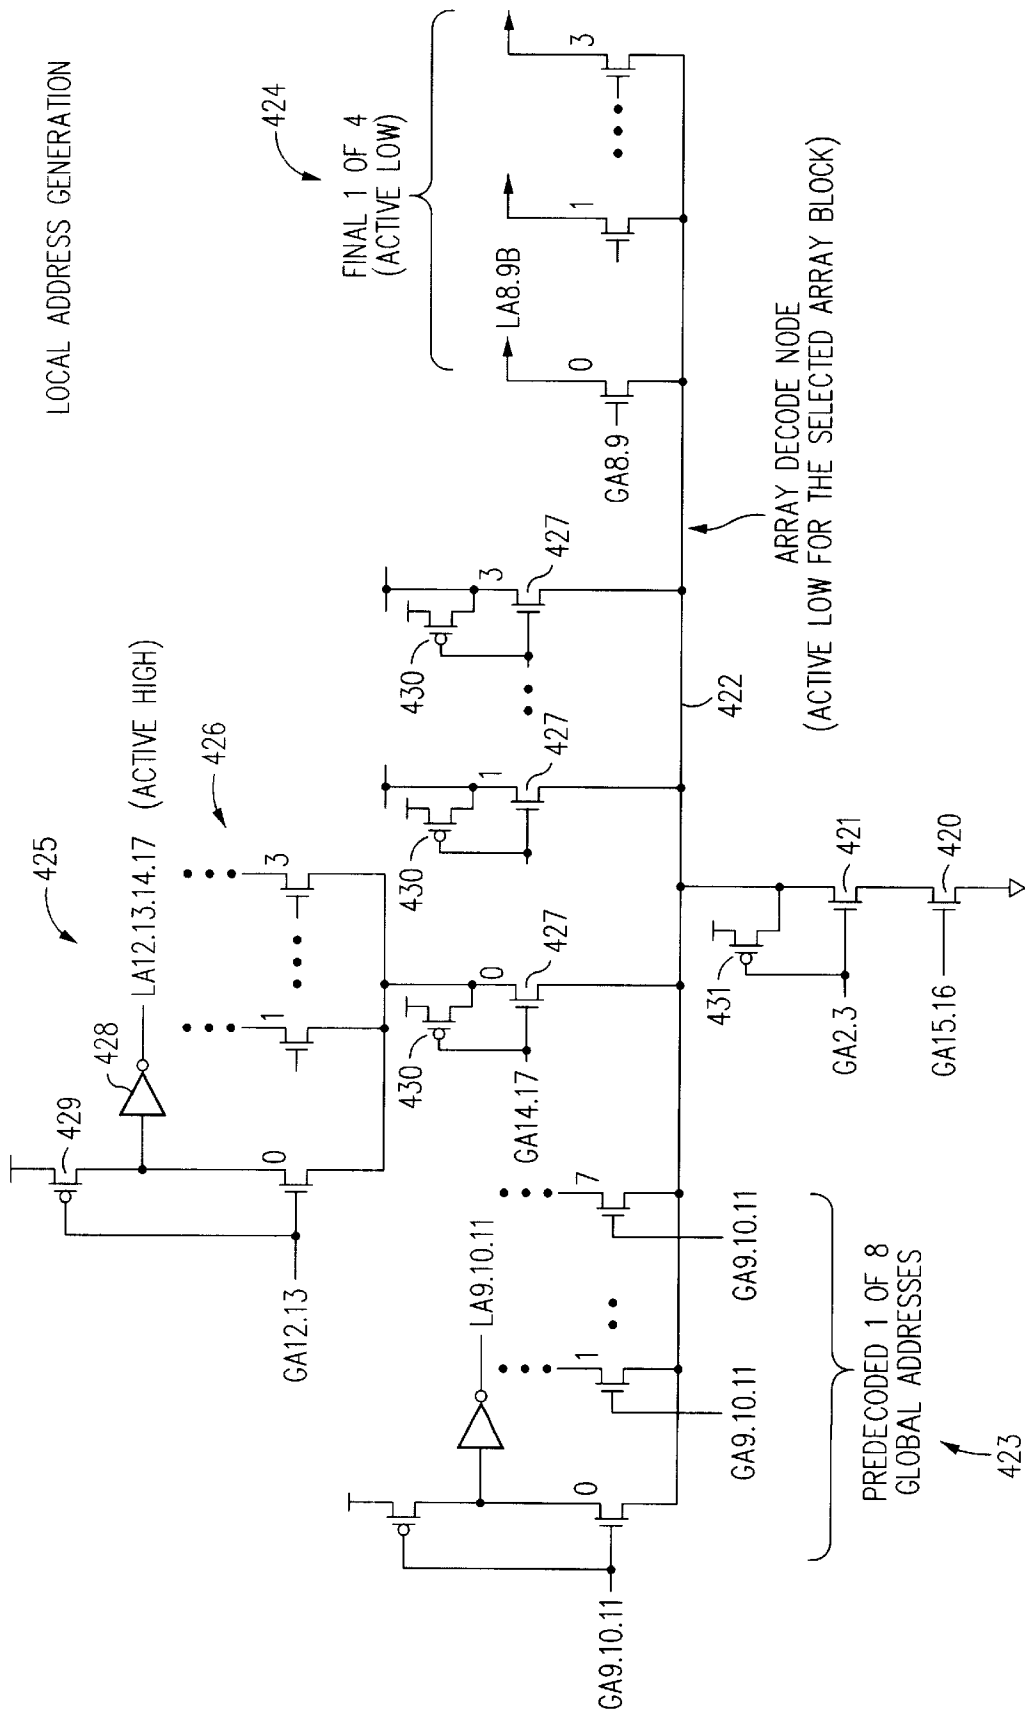 LOCAL ADDRESS GENERATION
424
FINAL 1 OF 4
(ACTIVE LOW)
LA8.9B
0
1
3
GA8.9
425
LA12.13.14.17 (ACTIVE HIGH)
426
428
429
0
1
3
GA12.13
430
430
430
0
1
3
427
427
427
GA14.17
ARRAY DECODE NODE
(ACTIVE LOW FOR THE SELECTED ARRAY BLOCK)
422
LA9.10.11
0
1
7
GA9.10.11
GA9.10.11
GA9.10.11
PREDECODED 1 OF 8
GLOBAL ADDRESSES
423
431
421
420
GA2.3
GA15.16